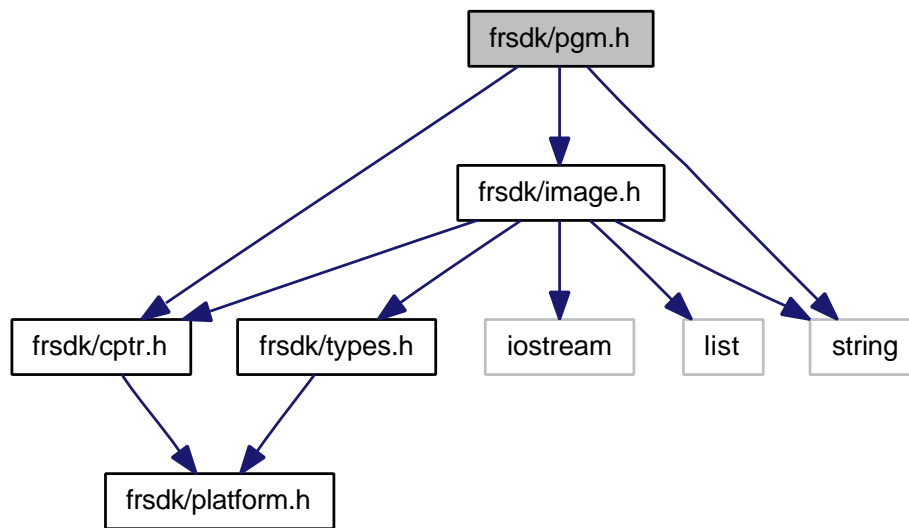 frsdk/pgm.h
frsdk/image.h
frsdk/cptr.h
frsdk/types.h
iostream
list
string
frsdk/platform.h